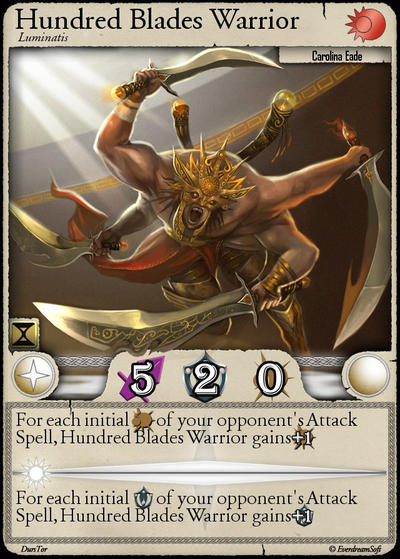 Hundred Blades Warrior
Luminatis
Carolina Eade
5 2 0
For each initial of your opponent's Attack
Spell, Hundred Blades Warrior gains +1
For each initial of your opponent's Attack
Spell, Hundred Blades Warrior gains +1
DunTor
© EverdreamSoft